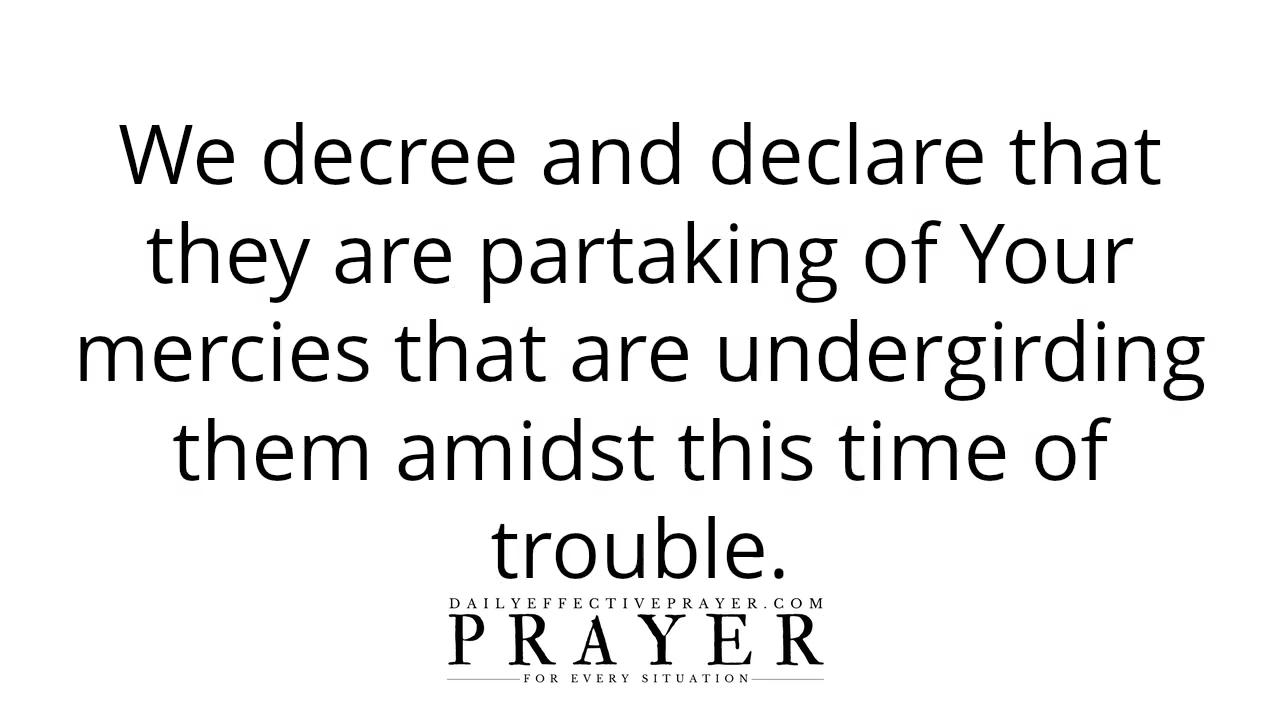 We decree and declare that
they are partaking of Your
mercies that are undergirding
them amidst this time of
trouble.
DAILYEFFECTIVEPRAYER.COM
PRAYER
FOR EVERY SITUATION